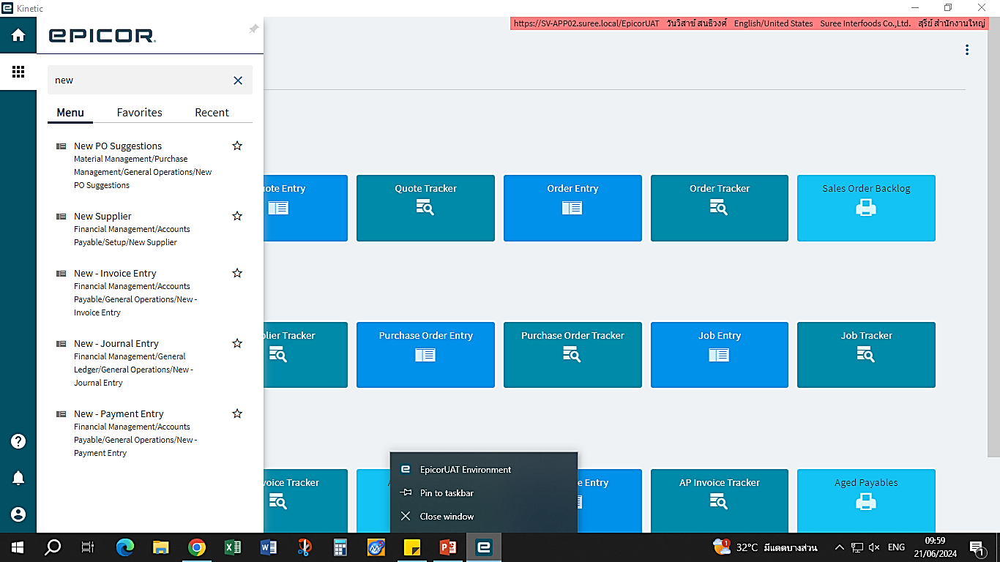 Kinetic
https://SV-APP02.suree.local/EpicorUAT วันวิสาข์ สนธิวงศ์ English/United States Suree Interfoods Co.,Ltd. สุรีย์ สำนักงานใหญ่
EPICOR
new
Menu Favorites Recent
New PO Suggestions
Material Management/Purchase
Management/General Operations/New
PO Suggestions
New Supplier
Financial Management/Accounts
Payable/Setup/New Supplier
New - Invoice Entry
Financial Management/Accounts
Payable/General Operations/New -
Invoice Entry
New - Journal Entry
Financial Management/General
Ledger/General Operations/New -
Journal Entry
New - Payment Entry
Financial Management/Accounts
Payable/General Operations/New -
Payment Entry
ote Entry Quote Tracker Order Entry Order Tracker Sales Order Backlog
lier Tracker Purchase Order Entry Purchase Order Tracker Job Entry Job Tracker
voice Tracker e Entry AP Invoice Tracker Aged Payables
EpicorUAT Environment
Pin to taskbar
Close window
1 32°C มีแดดบางส่วน ENG 09:59
21/06/2024 1